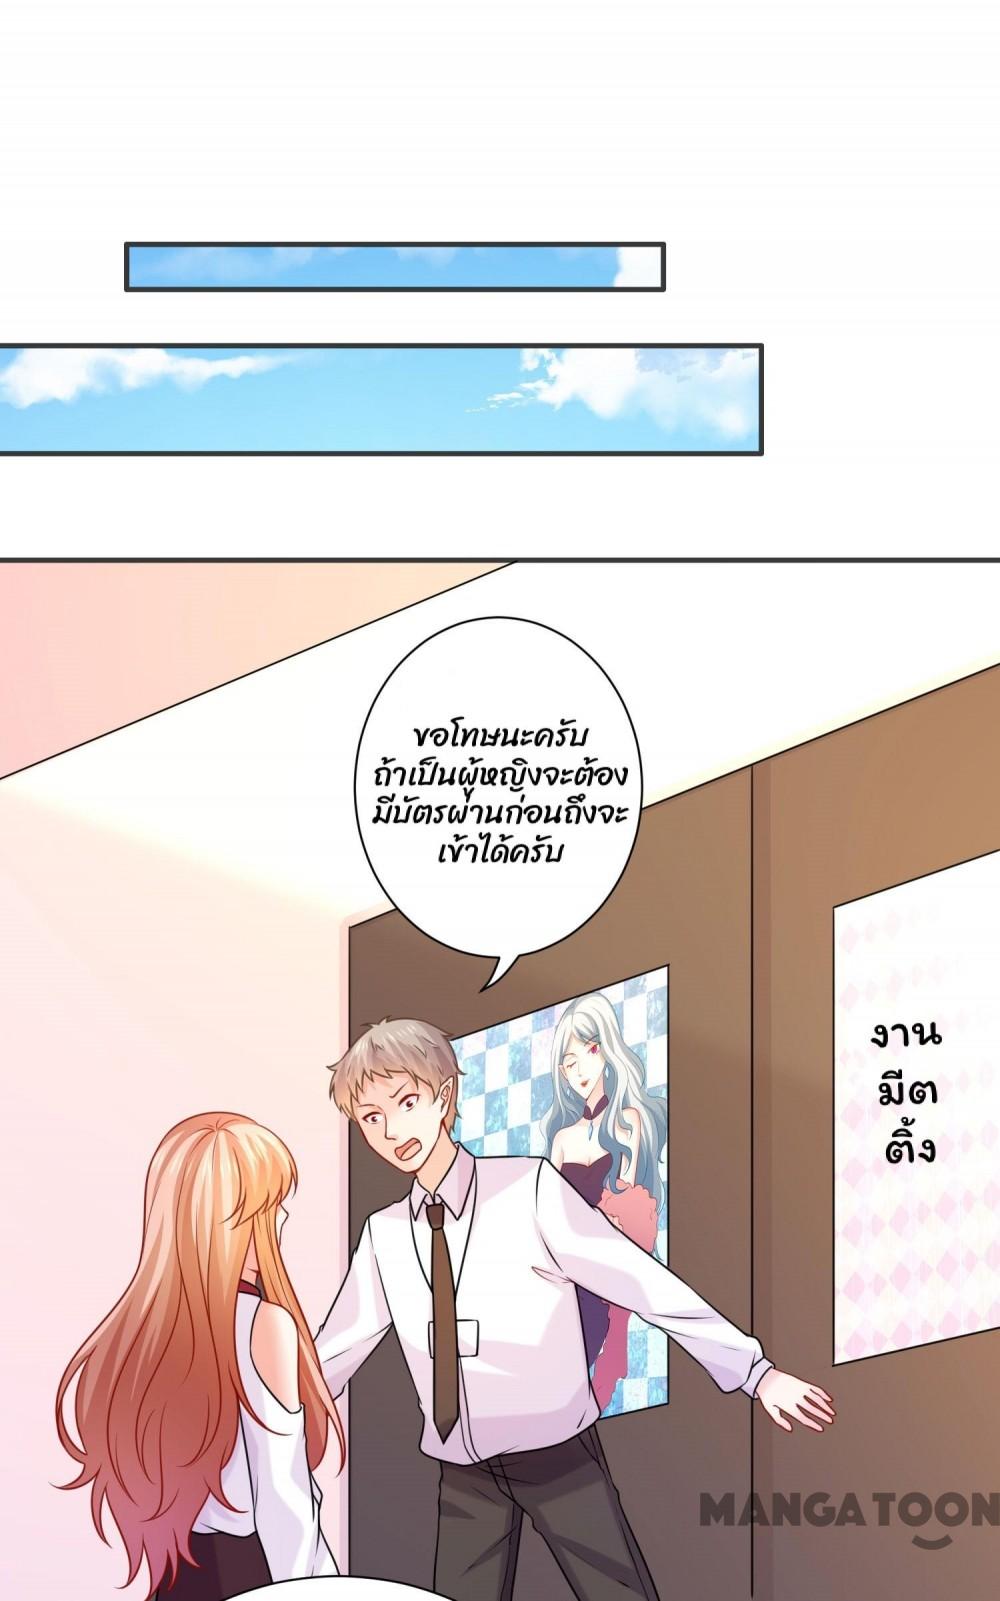 ขอโทษนะครับ
ถ้าเป็นผู้หญิงจะต้อง
มีบัตรผ่านก่อนถึงจะ
เข้าได้ครับ
งาน
มีต
ติ้ง
MANGATOON